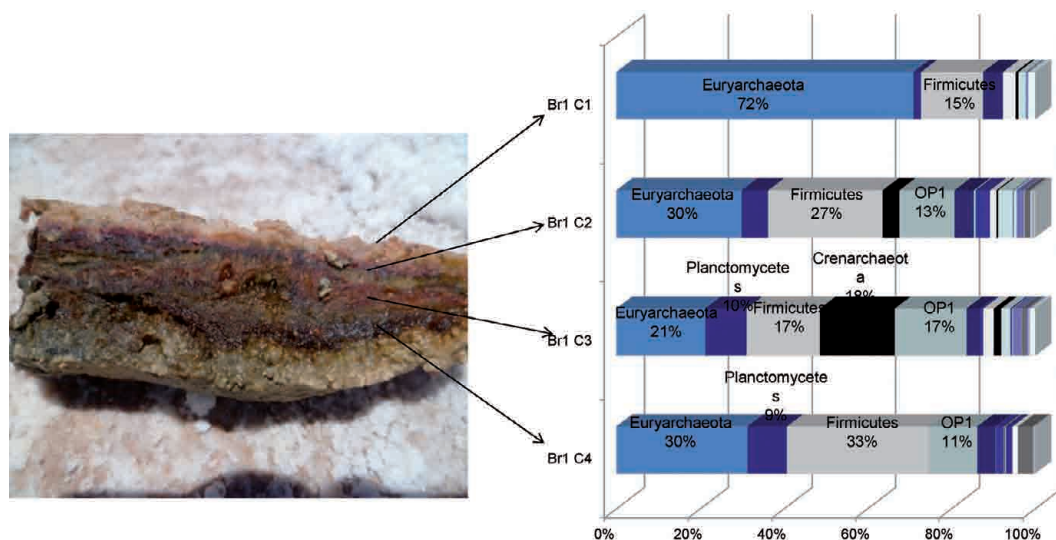 Br1 C1
Euryarchaeota
72%
Firmicutes
15%
Br1 C2
Euryarchaeota
30%
Firmicutes
27%
OP1
13%
Br1 C3
Planctomycete
s
10%
Crenarchaeot
a
18%
Euryarchaeota
21%
Firmicutes
17%
OP1
17%
Br1 C4
Planctomycete
s
9%
Euryarchaeota
30%
Firmicutes
33%
OP1
11%
0% 20% 40% 60% 80% 100%